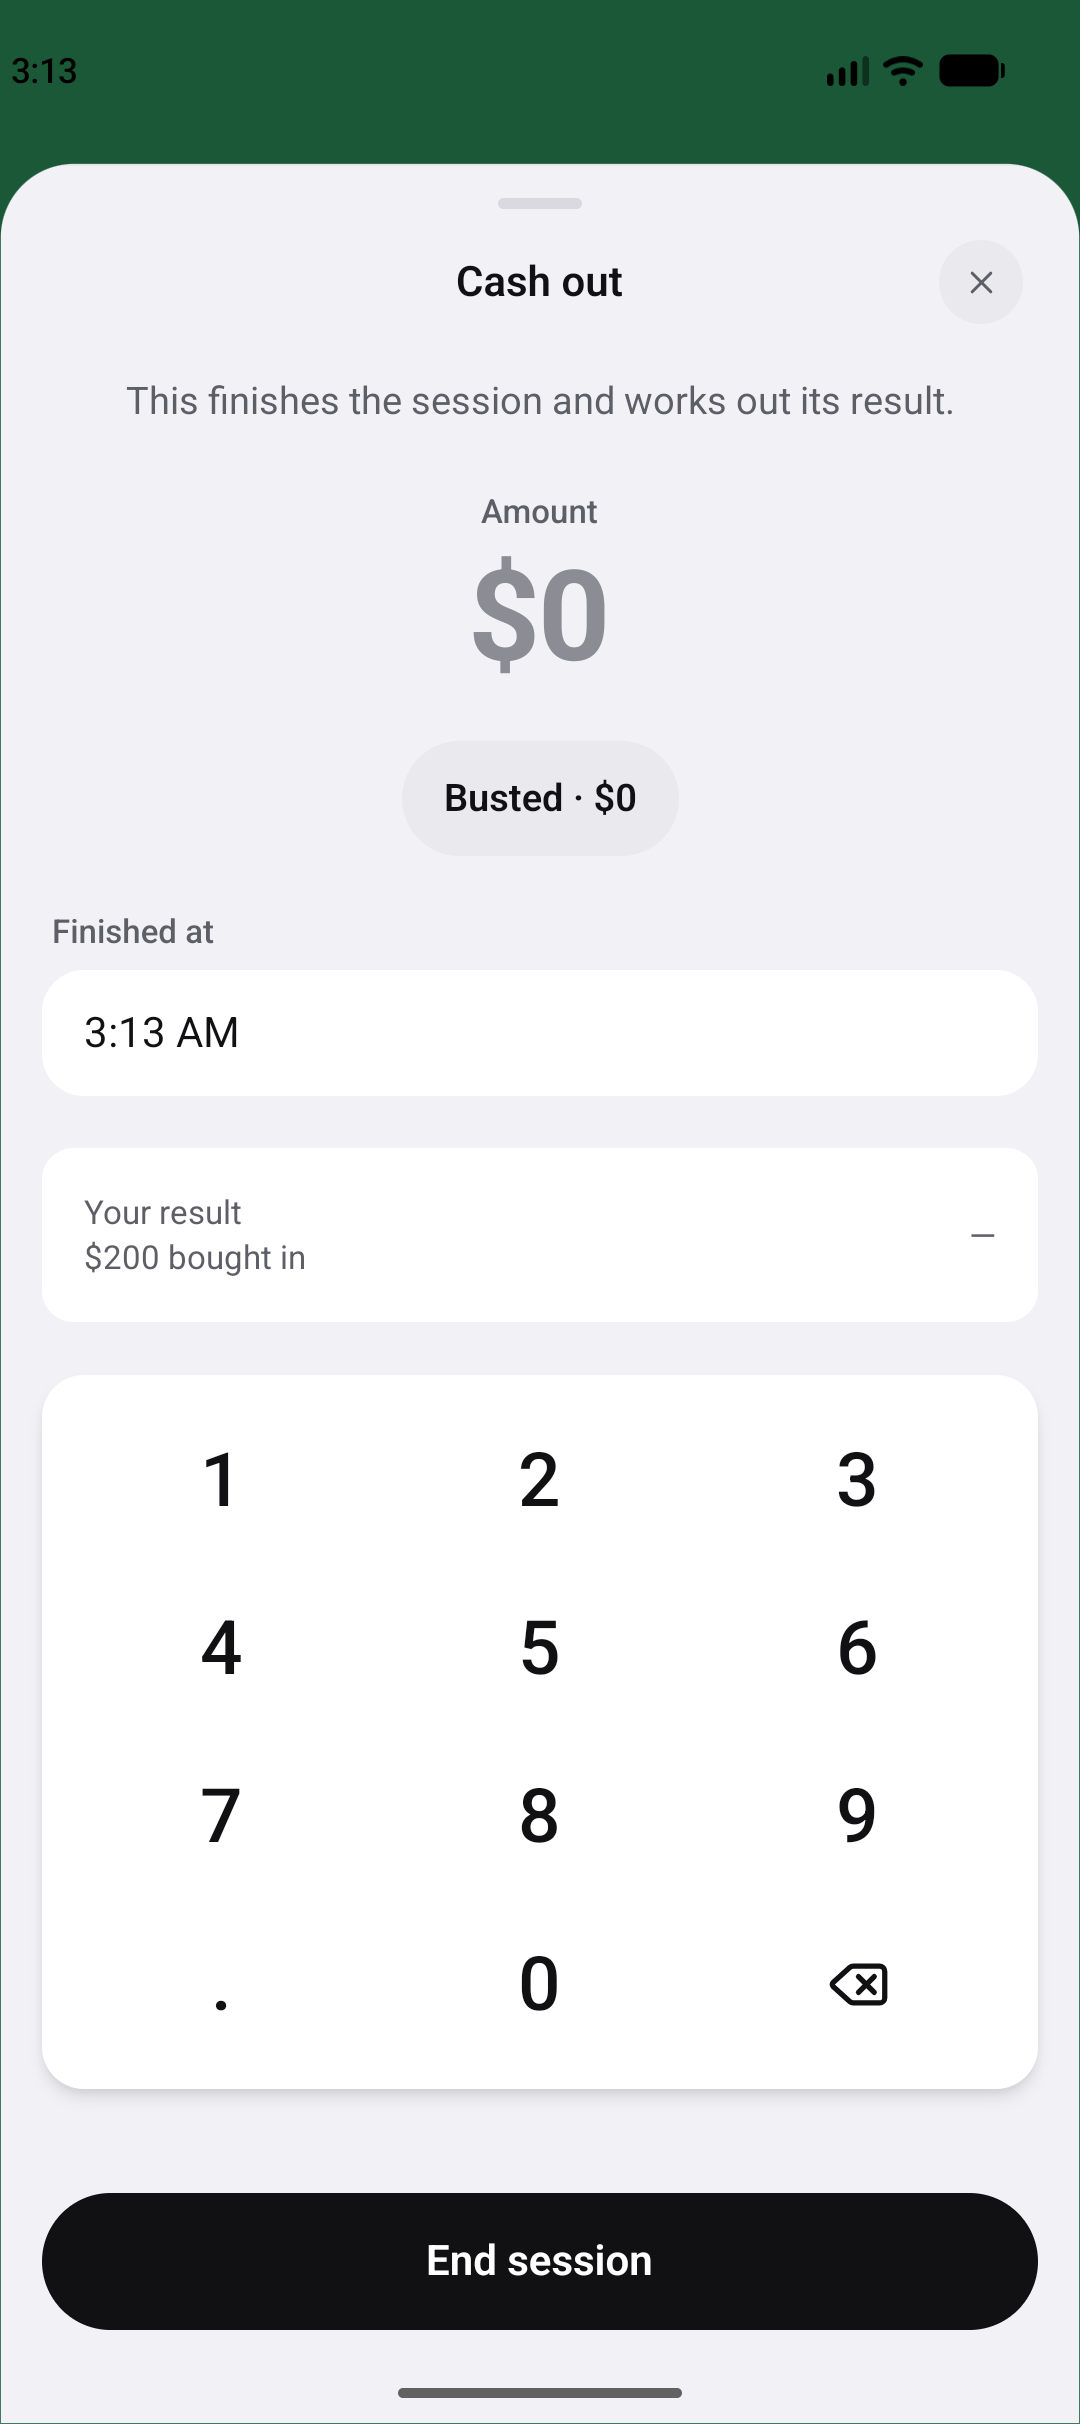 3:13
Cash out
This finishes the session and works out its result.
Amount
$0
Busted · $0
Finished at
3:13 AM
Your result
$200 bought in
—
1 2 3
4 5 6
7 8 9
. 0
End session